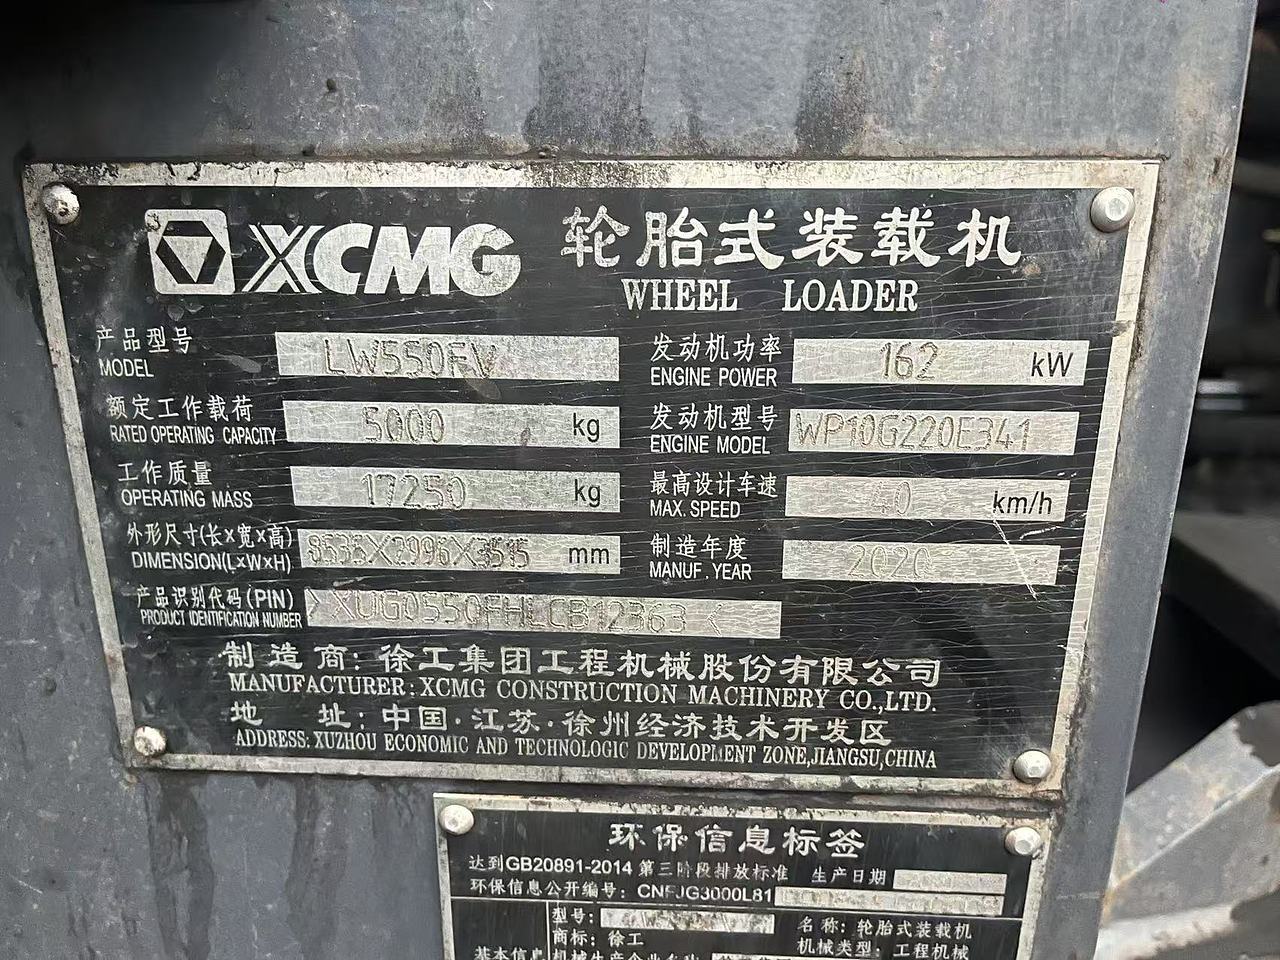 XCMG 轮胎式装载机
WHEEL LOADER
产品型号 LW550FV
MODEL
发动机功率 162 kW
ENGINE POWER
额定工作载荷 5000 kg
RATED OPERATING CAPACITY
发动机型号 WP10G220E341
ENGINE MODEL
工作质量 17250 kg
OPERATING MASS
最高设计车速 40 km/h
MAX. SPEED
外形尺寸(长×宽×高) 8535×2996×3515 mm
DIMENSION(L×W×H)
制造年度 2020
MANUF. YEAR
产品识别代码(PIN) XUG0550FHLCB12363
PRODUCT IDENTIFICATION NUMBER
制造商:徐工集团工程机械股份有限公司
MANUFACTURER: XCMG CONSTRUCTION MACHINERY CO.,LTD.
地 址:中国·江苏·徐州经济技术开发区
ADDRESS: XUZHOU ECONOMIC AND TECHNOLOGIC DEVELOPMENT ZONE,JIANGSU,CHINA
环保信息标签
达到GB20891-2014 第三阶段排放标准 生产日期
环保信息公开编号: CNFJG3000L81
型号: 名称: 轮胎式装载机
商标: 徐工 机械类型: 工程机械
基本信息